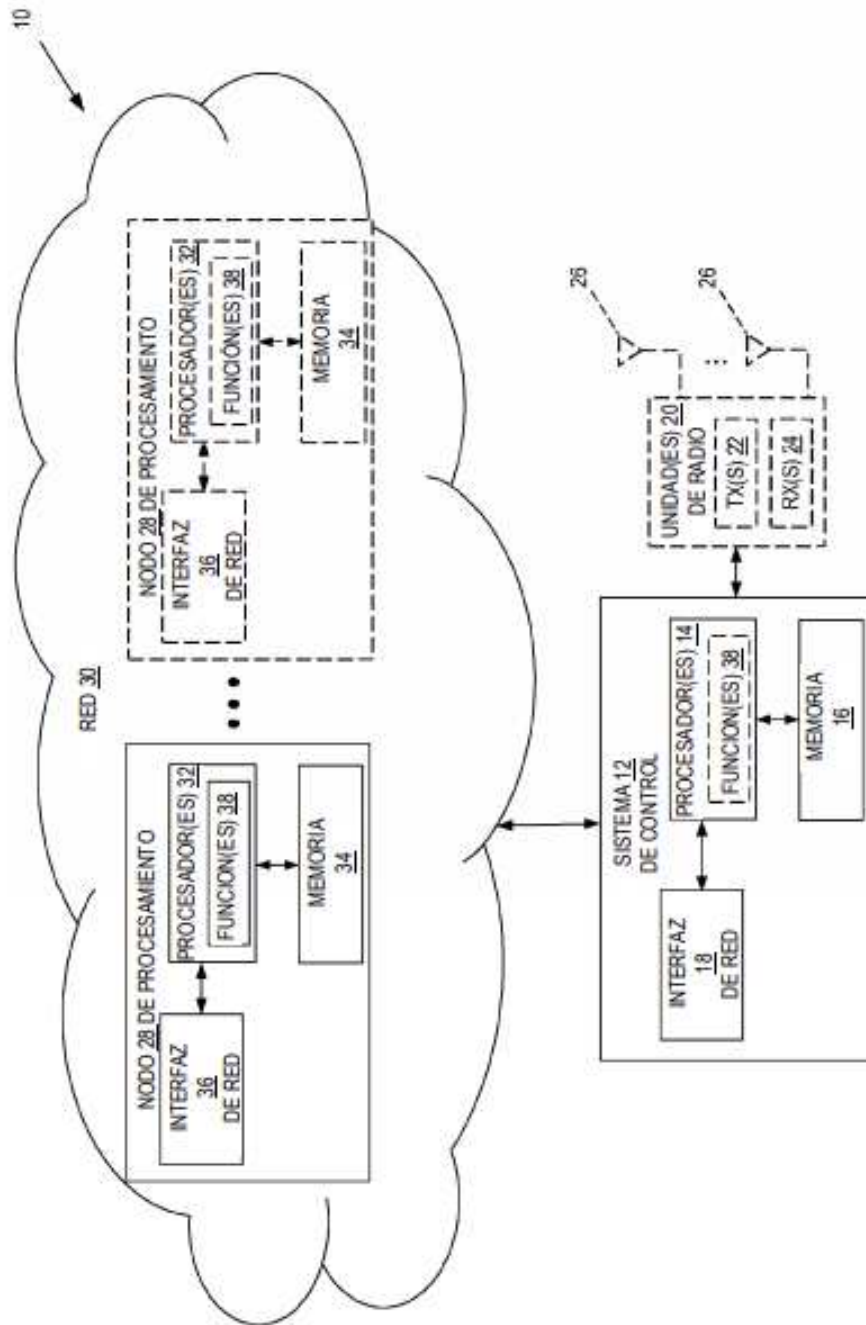 10
RED 30
NODO 28 DE PROCESAMIENTO
PROCESADOR(ES) 32
FUNCION(ES) 38
INTERFAZ
36
DE RED
MEMORIA
34
NODO 28 DE PROCESAMIENTO
PROCESADOR(ES) 32
FUNCIÓN(ES) 38
INTERFAZ
36
DE RED
MEMORIA
34
SISTEMA 12
DE CONTROL
PROCESADOR(ES) 14
FUNCION(ES) 38
INTERFAZ
18
DE RED
MEMORIA
16
UNIDAD(ES) 20
DE RADIO
TX(S) 22
RX(S) 24
26
26